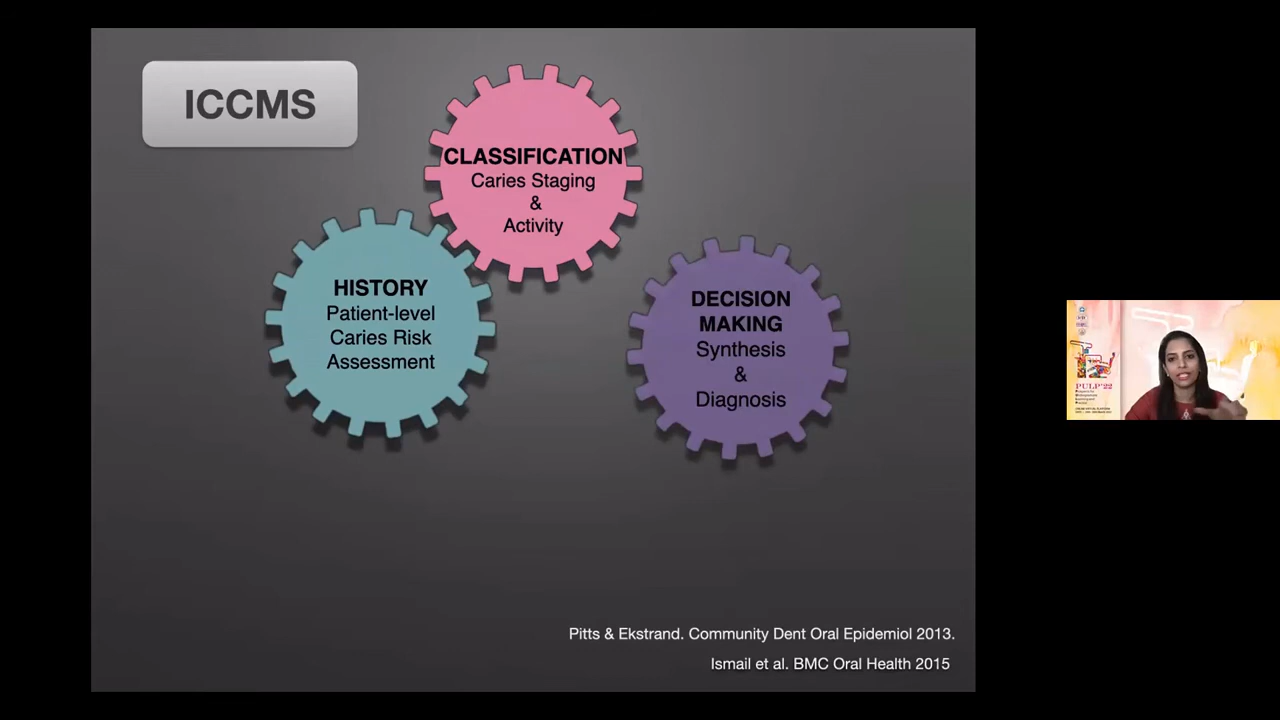 ICCMS
CLASSIFICATION
Caries Staging
&
Activity
HISTORY
Patient-level
Caries Risk
Assessment
DECISION
MAKING
Synthesis
&
Diagnosis
Pitts & Ekstrand. Community Dent Oral Epidemiol 2013.
Ismail et al. BMC Oral Health 2015
PULP'22